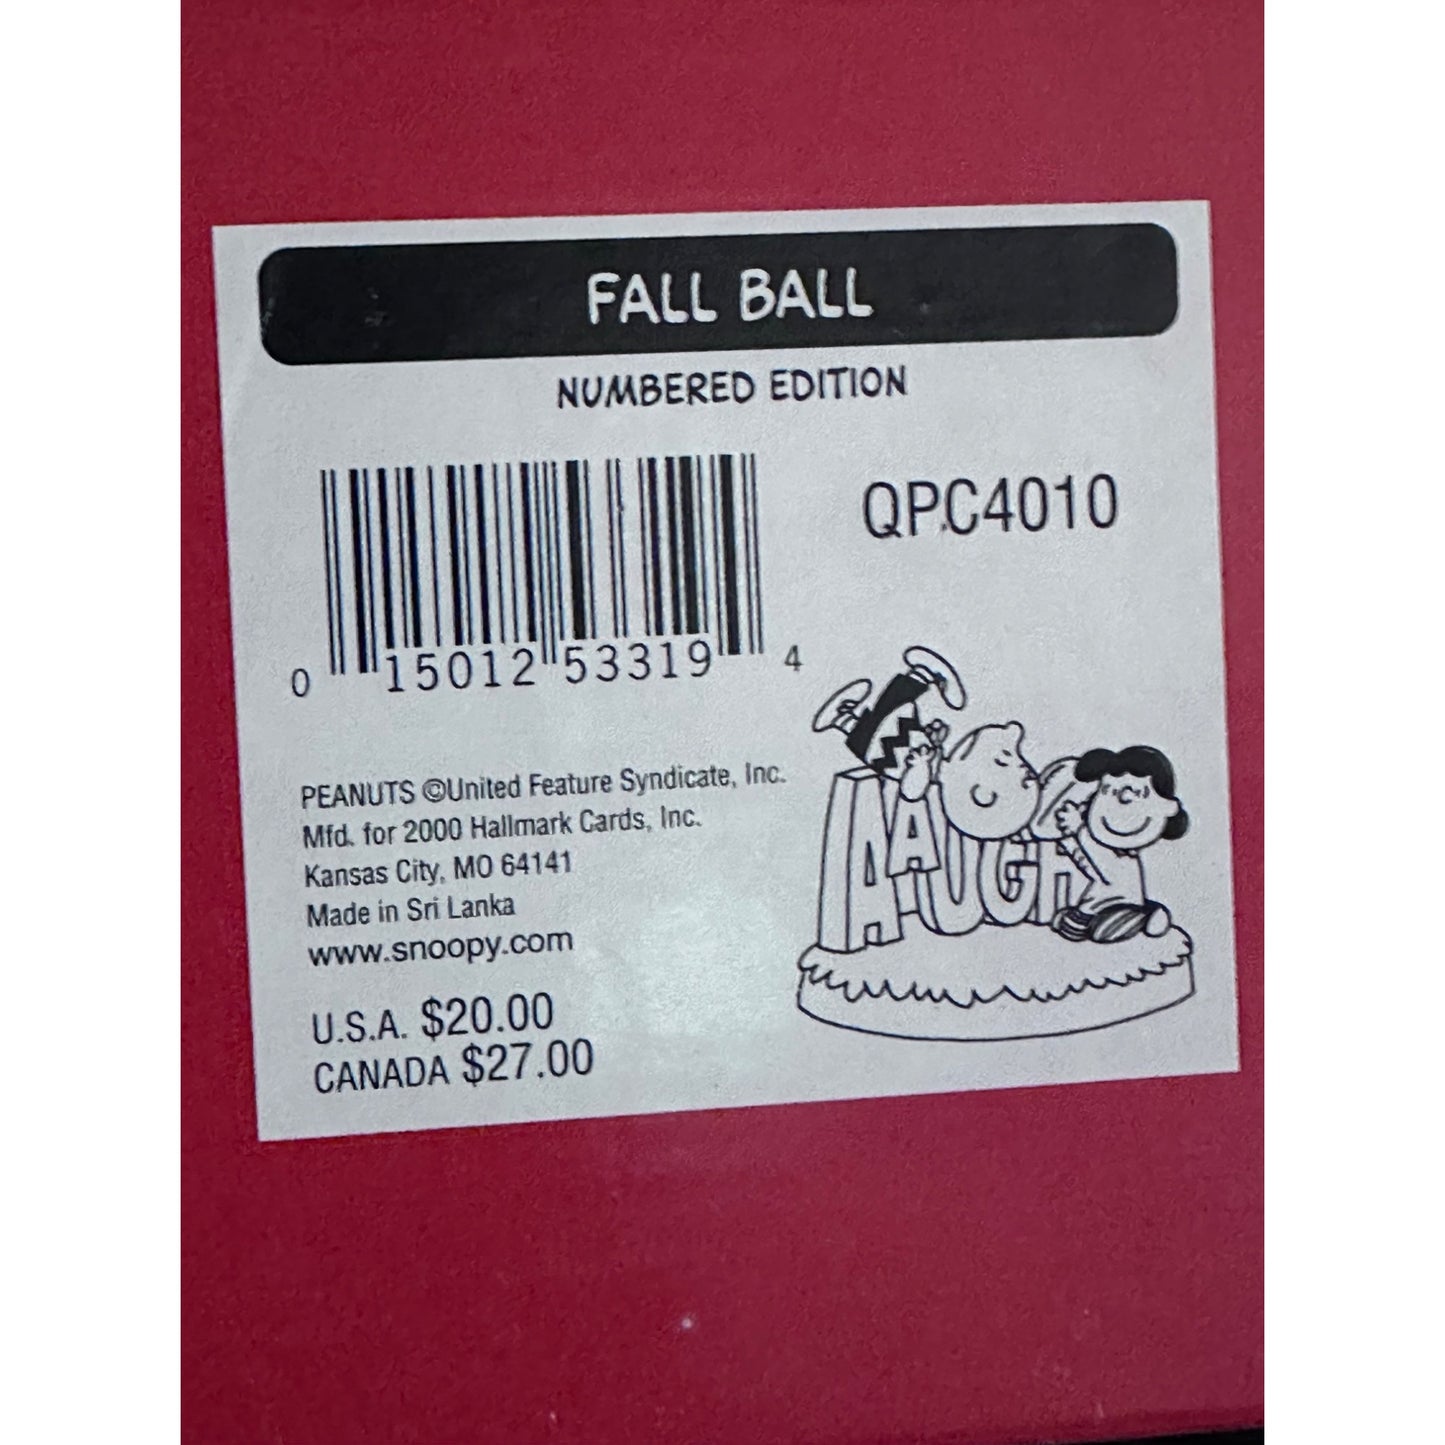 FALL BALL
NUMBERED EDITION
QPC4010
0 15012 53319 4
PEANUTS ©United Feature Syndicate, Inc.
Mfd. for 2000 Hallmark Cards, Inc.
Kansas City, MO 64141
Made in Sri Lanka
www.snoopy.com
U.S.A. $20.00
CANADA $27.00
AAUGH